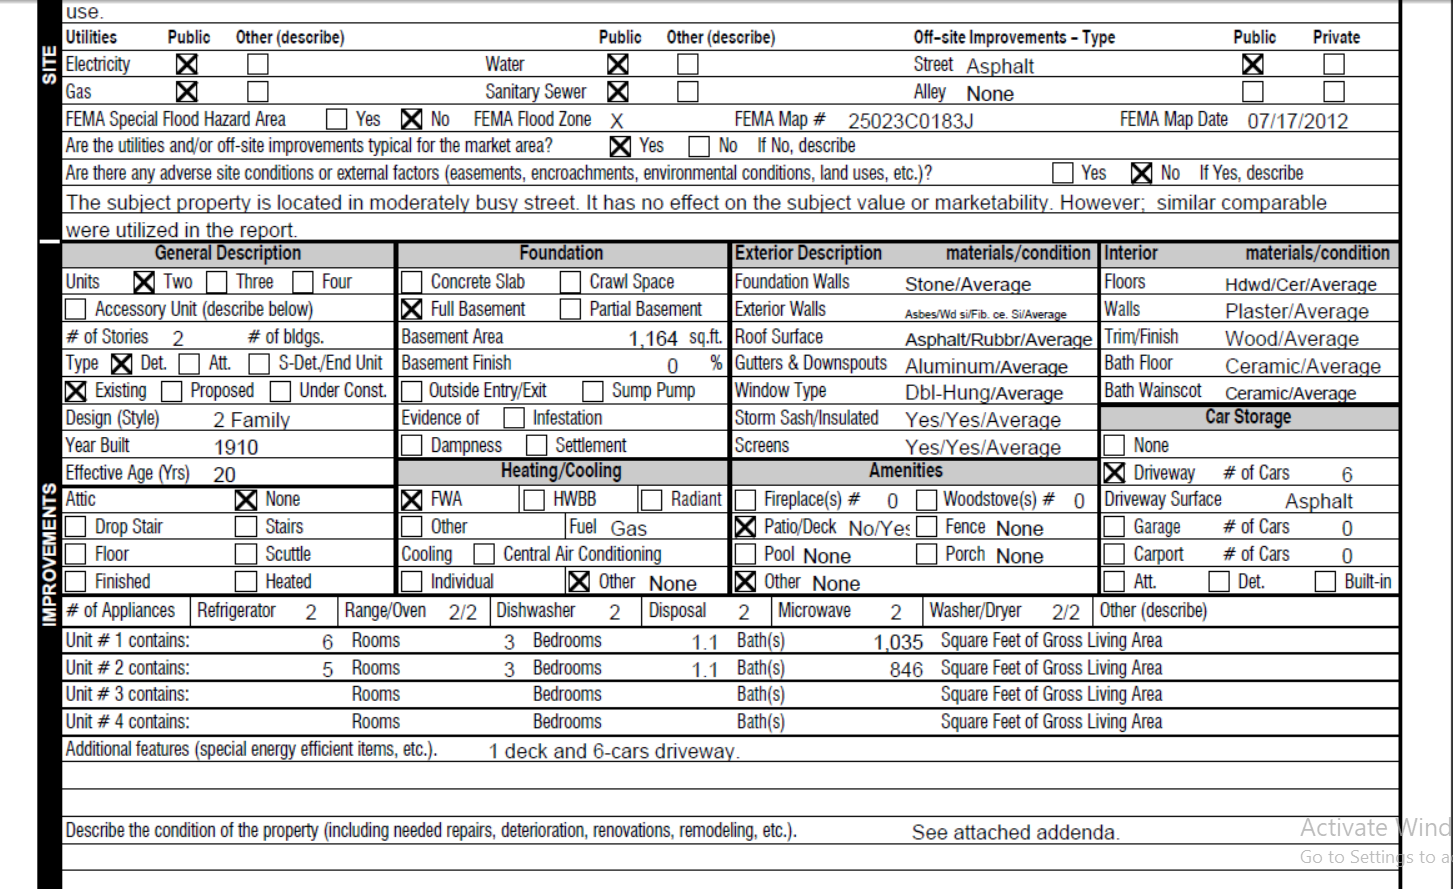 use.
SITE
Utilities Public Other (describe) Public Other (describe) Off-site Improvements - Type Public Private
Electricity ☒ ☐ Water ☒ ☐ Street Asphalt ☒ ☐
Gas ☒ ☐ Sanitary Sewer ☒ ☐ Alley None ☐ ☐
FEMA Special Flood Hazard Area ☐ Yes ☒ No FEMA Flood Zone X FEMA Map # 25023C0183J FEMA Map Date 07/17/2012
Are the utilities and/or off-site improvements typical for the market area? ☒ Yes ☐ No If No, describe
Are there any adverse site conditions or external factors (easements, encroachments, environmental conditions, land uses, etc.)? ☐ Yes ☒ No If Yes, describe
The subject property is located in moderately busy street. It has no effect on the subject value or marketability. However; similar comparable
were utilized in the report.
IMPROVEMENTS
General Description Foundation Exterior Description materials/condition Interior materials/condition
Units ☒ Two ☐ Three ☐ Four ☐ Concrete Slab ☐ Crawl Space Foundation Walls Stone/Average Floors Hdwd/Cer/Average
☐ Accessory Unit (describe below) ☒ Full Basement ☐ Partial Basement Exterior Walls Asbes/Wd si/Fib. ce. Si/Average Walls Plaster/Average
# of Stories 2 # of bldgs. Basement Area 1,164 sq.ft. Roof Surface Asphalt/Rubbr/Average Trim/Finish Wood/Average
Type ☒ Det. ☐ Att. ☐ S-Det./End Unit Basement Finish 0 % Gutters & Downspouts Aluminum/Average Bath Floor Ceramic/Average
☒ Existing ☐ Proposed ☐ Under Const. ☐ Outside Entry/Exit ☐ Sump Pump Window Type Dbl-Hung/Average Bath Wainscot Ceramic/Average
Design (Style) 2 Family Evidence of ☐ Infestation Storm Sash/Insulated Yes/Yes/Average Car Storage
Year Built 1910 ☐ Dampness ☐ Settlement Screens Yes/Yes/Average ☐ None
Effective Age (Yrs) 20 Heating/Cooling Amenities ☒ Driveway # of Cars 6
Attic ☒ None ☒ FWA ☐ HWBB ☐ Radiant ☐ Fireplace(s) # 0 ☐ Woodstove(s) # 0 Driveway Surface Asphalt
☐ Drop Stair ☐ Stairs ☐ Other Fuel Gas ☒ Patio/Deck No/Yes ☐ Fence None ☐ Garage # of Cars 0
☐ Floor ☐ Scuttle Cooling ☐ Central Air Conditioning ☐ Pool None ☐ Porch None ☐ Carport # of Cars 0
☐ Finished ☐ Heated ☐ Individual ☒ Other None ☒ Other None ☐ Att. ☐ Det. ☐ Built-in
# of Appliances Refrigerator 2 Range/Oven 2/2 Dishwasher 2 Disposal 2 Microwave 2 Washer/Dryer 2/2 Other (describe)
Unit # 1 contains: 6 Rooms 3 Bedrooms 1.1 Bath(s) 1,035 Square Feet of Gross Living Area
Unit # 2 contains: 5 Rooms 3 Bedrooms 1.1 Bath(s) 846 Square Feet of Gross Living Area
Unit # 3 contains: Rooms Bedrooms Bath(s) Square Feet of Gross Living Area
Unit # 4 contains: Rooms Bedrooms Bath(s) Square Feet of Gross Living Area
Additional features (special energy efficient items, etc.). 1 deck and 6-cars driveway.
Describe the condition of the property (including needed repairs, deterioration, renovations, remodeling, etc.). See attached addenda.
Activate Wind
Go to Settings to a